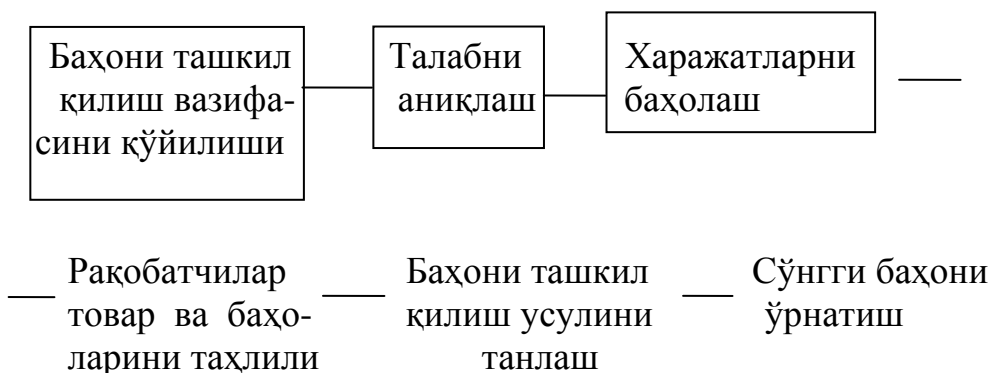 Баҳони ташкил
қилиш вазифа-
сини қўйилиши
Талабни
аниқлаш
Харажатларни
баҳолаш
Рақобатчилар
товар ва баҳо-
ларини таҳлили
Баҳони ташкил
қилиш усулини
танлаш
Сўнгги баҳони
ўрнатиш